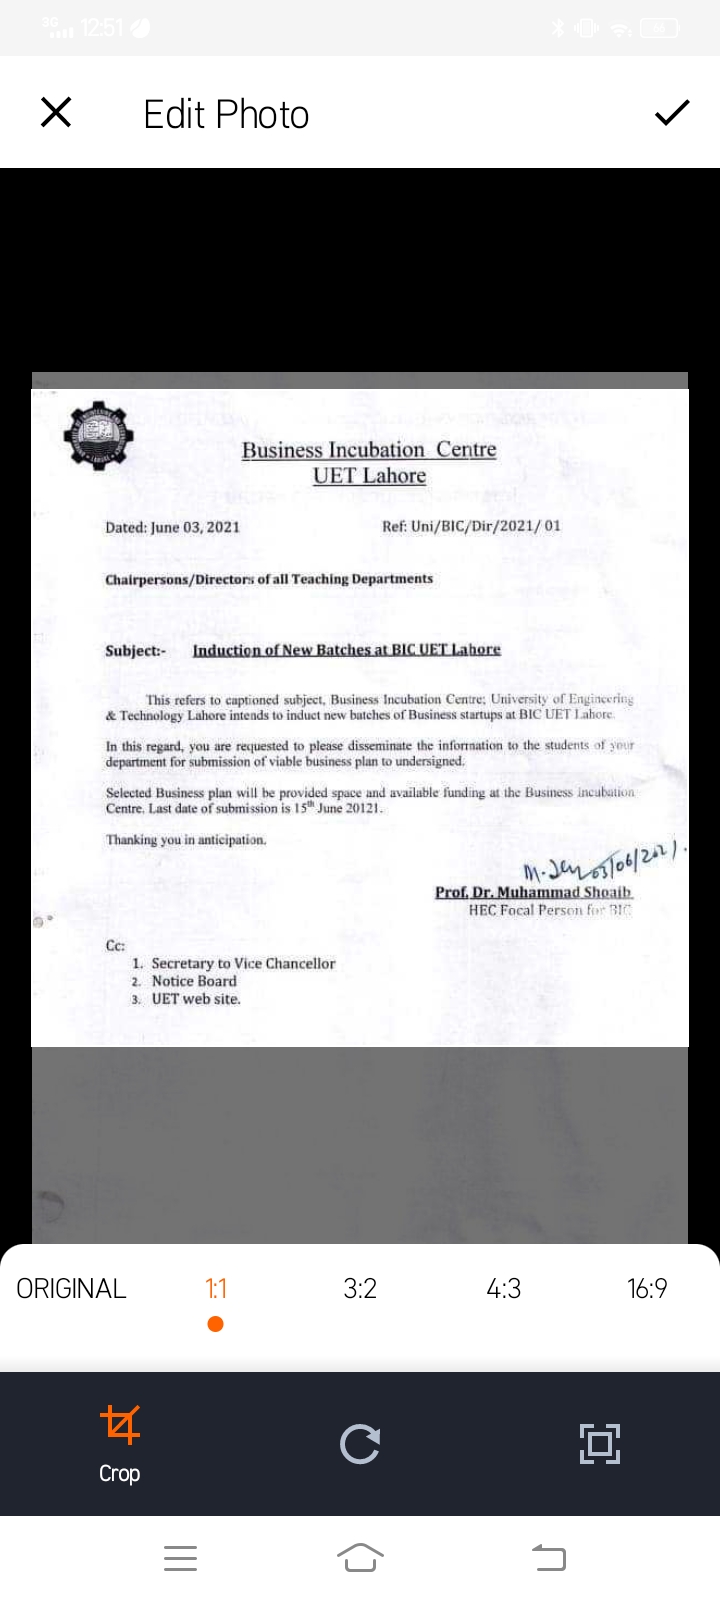 3G 12:51
Edit Photo
Business Incubation Centre
UET Lahore
Dated: June 03, 2021 Ref: Uni/BIC/Dir/2021/ 01
Chairpersons/Directors of all Teaching Departments
Subject:- Induction of New Batches at BIC UET Lahore
This refers to captioned subject, Business Incubation Centre; University of Engineering
& Technology Lahore intends to induct new batches of Business startups at BIC UET Lahore.
In this regard, you are requested to please disseminate the information to the students of your
department for submission of viable business plan to undersigned.
Selected Business plan will be provided space and available funding at the Business Incubation
Centre. Last date of submission is 15th June 20121.
Thanking you in anticipation.
03/06/2021.
Prof. Dr. Muhammad Shoaib
HEC Focal Person for BIC
Cc:
1. Secretary to Vice Chancellor
2. Notice Board
3. UET web site.
ORIGINAL 1:1 3:2 4:3 16:9
Crop